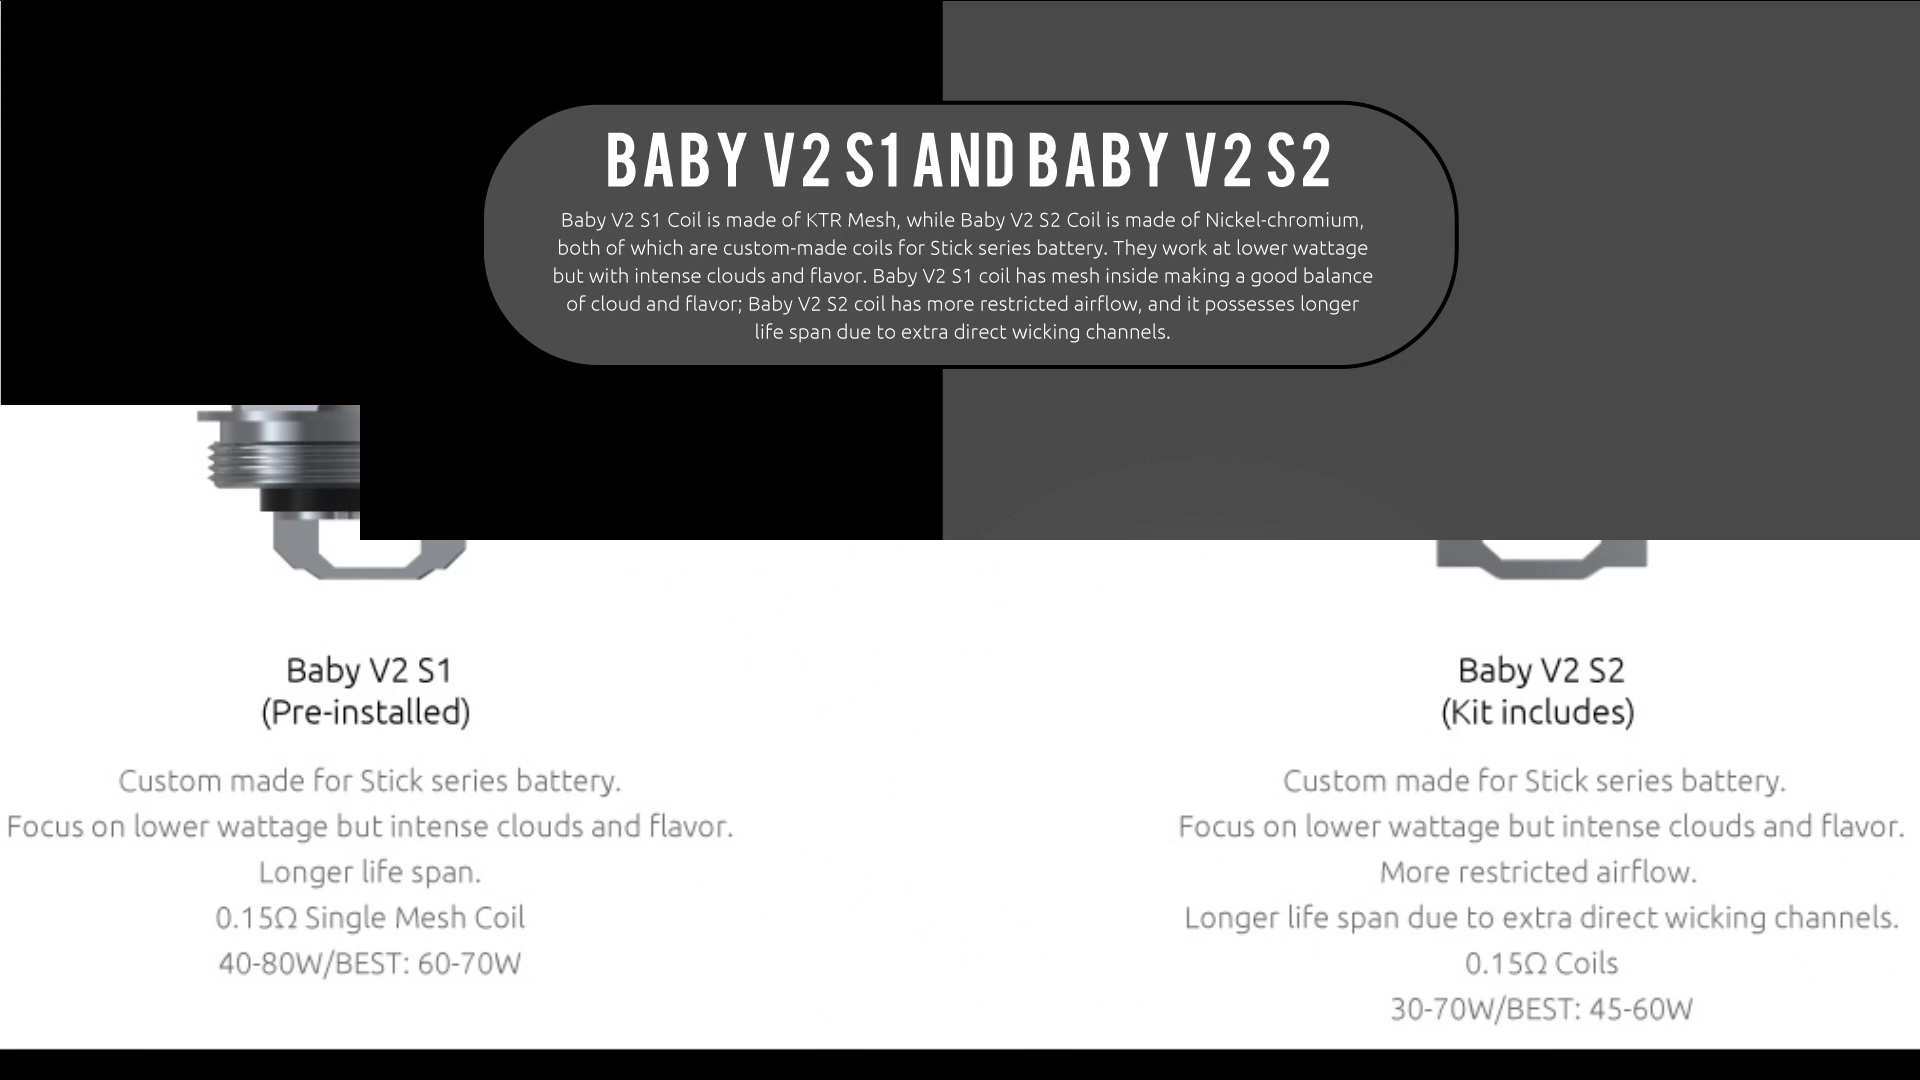 BABY V2 S1 AND BABY V2 S2
Baby V2 S1 Coil is made of KTR Mesh, while Baby V2 S2 Coil is made of Nickel-chromium,
both of which are custom-made coils for Stick series battery. They work at lower wattage
but with intense clouds and flavor. Baby V2 S1 coil has mesh inside making a good balance
of cloud and flavor; Baby V2 S2 coil has more restricted airflow, and it possesses longer
life span due to extra direct wicking channels.
Baby V2 S1
(Pre-installed)
Custom made for Stick series battery.
Focus on lower wattage but intense clouds and flavor.
Longer life span.
0.15Ω Single Mesh Coil
40-80W/BEST: 60-70W
Baby V2 S2
(Kit includes)
Custom made for Stick series battery.
Focus on lower wattage but intense clouds and flavor.
More restricted airflow.
Longer life span due to extra direct wicking channels.
0.15Ω Coils
30-70W/BEST: 45-60W